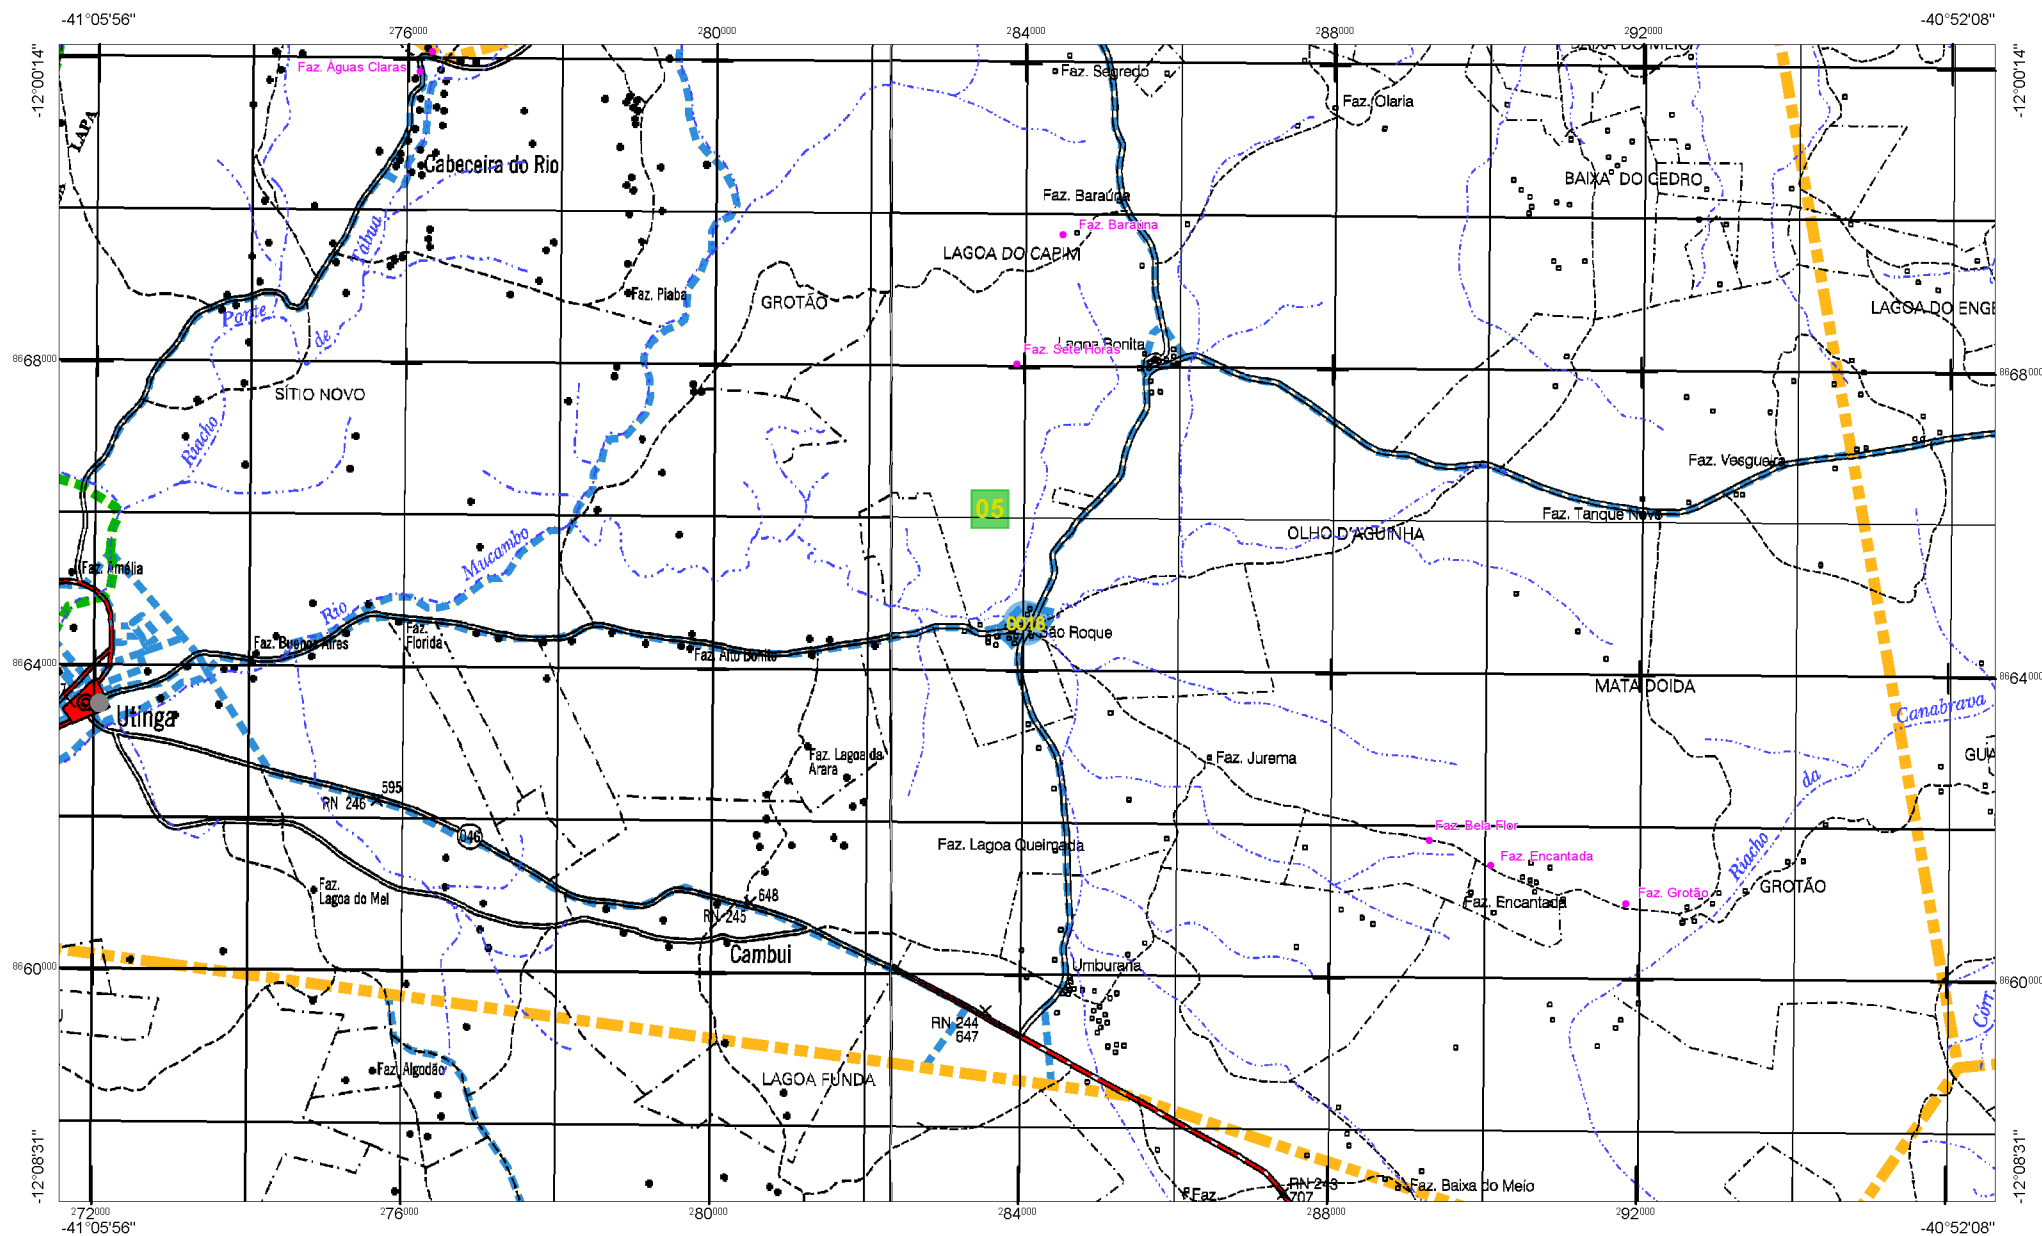 -41°05'56"
-40°52'08"
276000
280000
284000
288000
292000
-12°00'14"
-12°00'14"
Faz. Águas Claras
Faz. Segredo
Faz. Olaria
LAPA
Cabeceira do Rio
BAIXA DO CEDRO
Faz. Baraúna
Faz. Baraúna
Tábua
LAGOA DO CAPIM
Faz. Piaba
GROTÃO
LAGOA DO ENGE
Ponte
de
Lagoa Bonita
Faz. Sete Horas
8668000
8668000
SÍTIO NOVO
Riacho
Faz. Vesgueira
05
Faz. Tanque Novo
OLHO D'AGUINHA
Mucambo
Faz. Amélia
Rio
0018
São Roque
Faz. Buenos Aires
Faz.
Florida
Faz. Alto Bonito
8664000
8664000
MATA DOIDA
Canabrava
Utinga
Faz. Lagoa da
Arara
Faz. Jurema
GUA
da
595
RN 246
046
Faz. Bela Flor
Faz. Lagoa Queimada
Faz. Encantada
Riacho
GROTÃO
Faz. Grotão
Faz. Encantada
Faz.
Lagoa do Mel
648
RN 245
Cambui
Umburana
8660000
8660000
RN 244
647
Córr.
Faz. Algodão
LAGOA FUNDA
-12°08'31"
-12°08'31"
Faz.
RN 243
707
Faz. Baixa do Meio
272000
276000
280000
284000
288000
292000
-41°05'56"
-40°52'08"